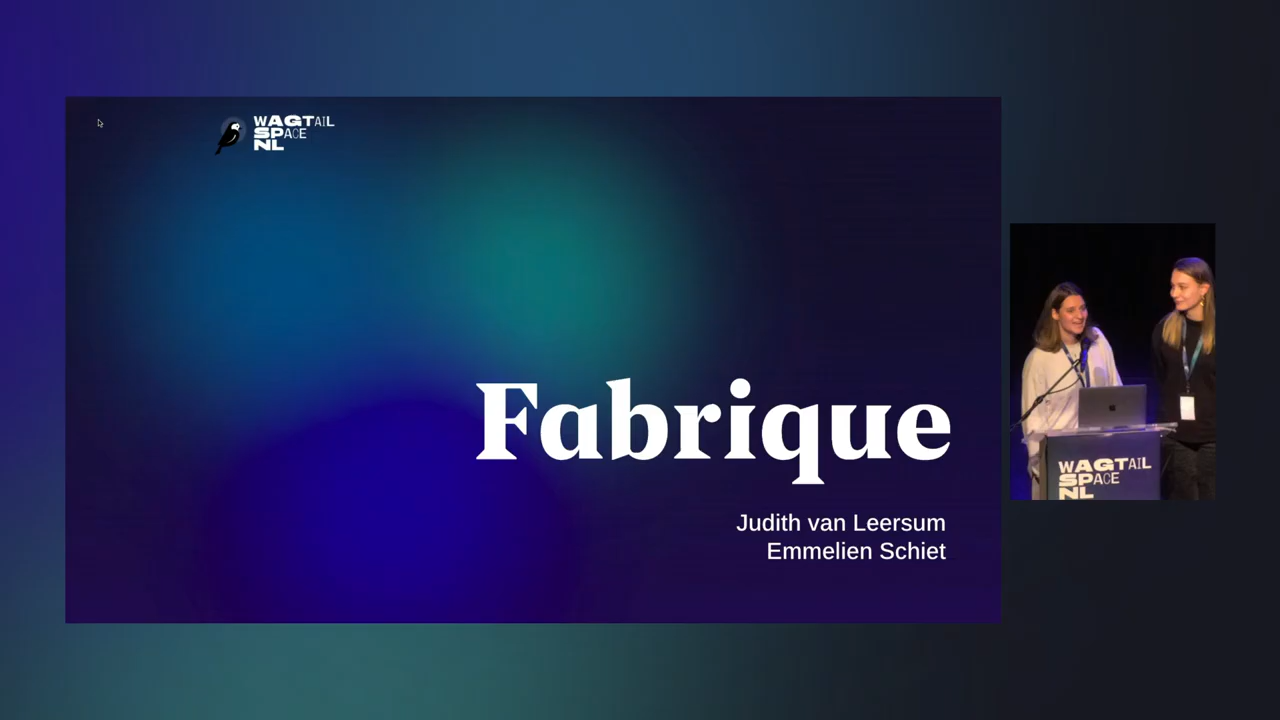 WAGTAIL
SPACE
NL
Fabrique
Judith van Leersum
Emmelien Schiet
WAGTAIL
SPACE
NL